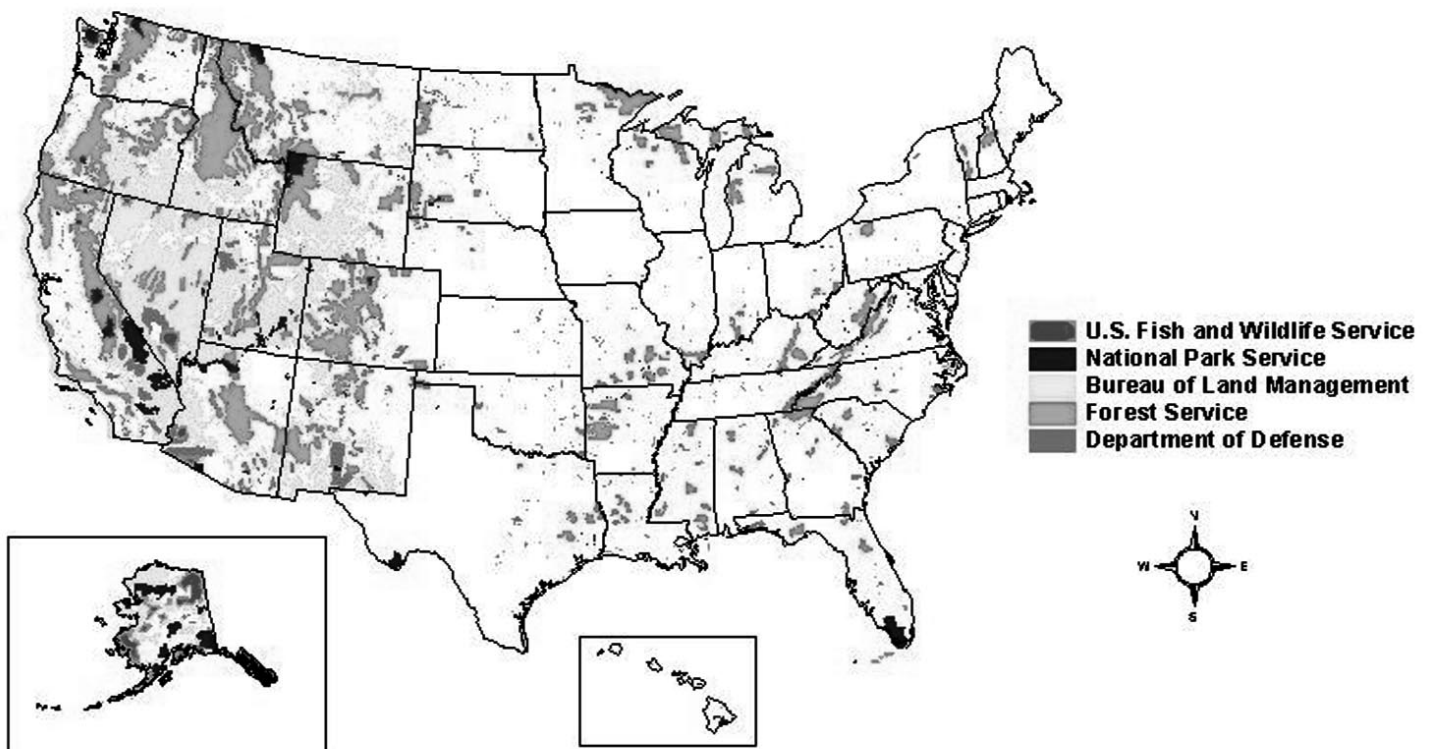 U.S. Fish and Wildlife Service
National Park Service
Bureau of Land Management
Forest Service
Department of Defense
N
W E
S